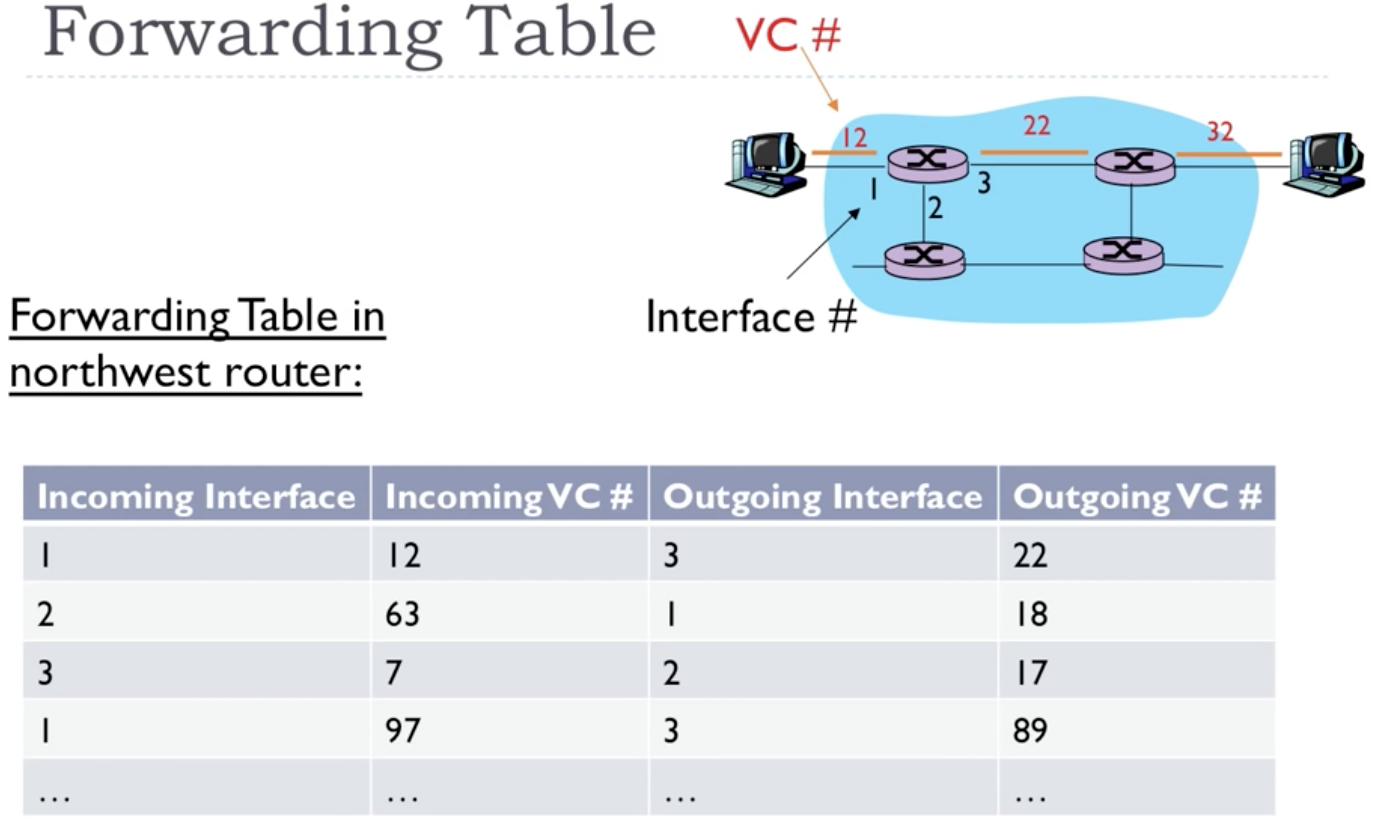 Forwarding Table
VC #
12
22
32
1
3
2
Interface #
Forwarding Table in
northwest router:
Incoming Interface Incoming VC # Outgoing Interface Outgoing VC #
1 12 3 22
2 63 1 18
3 7 2 17
1 97 3 89
... ... ... ...